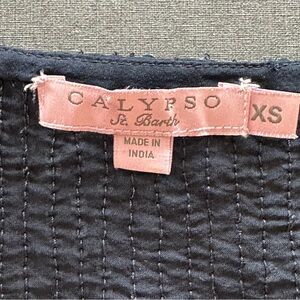 CALYPSO
St. Barth
XS
MADE IN
INDIA